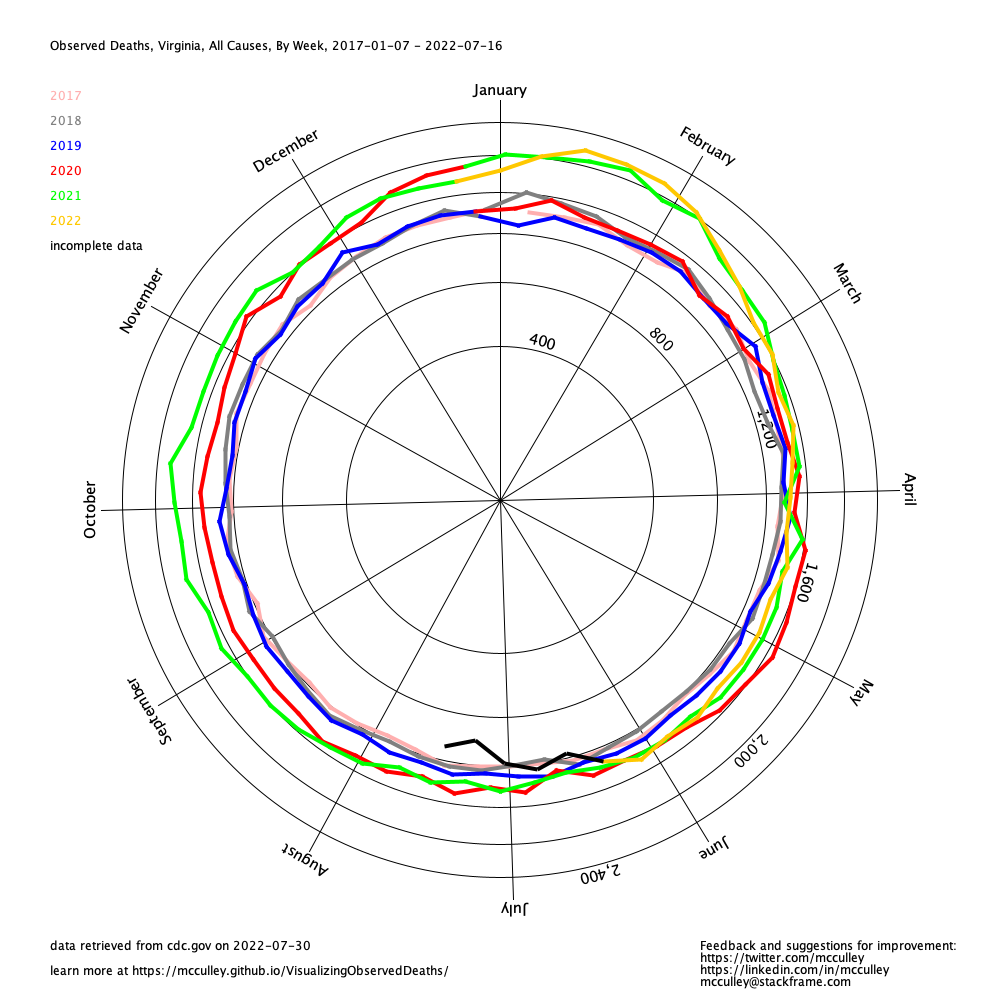 Observed Deaths, Virginia, All Causes, By Week, 2017-01-07 - 2022-07-16
2017
2018
2019
2020
2021
2022
incomplete data
January
February
March
April
May
June
July
August
September
October
November
December
400
800
1,200
1,600
2,000
2,400
data retrieved from cdc.gov on 2022-07-30
learn more at https://mcculley.github.io/VisualizingObservedDeaths/
Feedback and suggestions for improvement:
https://twitter.com/mcculley
https://linkedin.com/in/mcculley
mcculley@stackframe.com